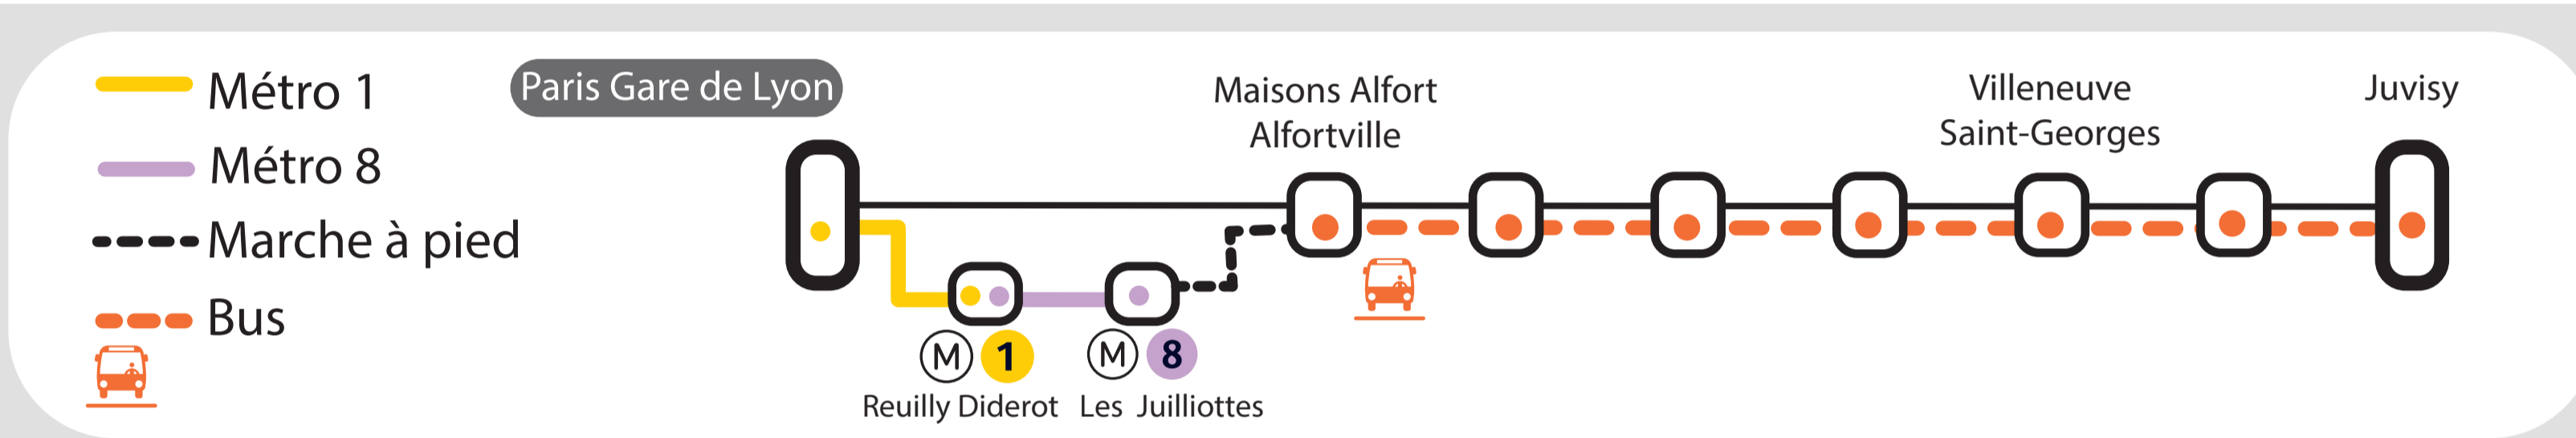 Métro 1
Métro 8
Marche à pied
Bus
Paris Gare de Lyon
Maisons Alfort
Alfortville
Villeneuve
Saint-Georges
Juvisy
M 1
Reuilly Diderot
M 8
Les Juilliottes